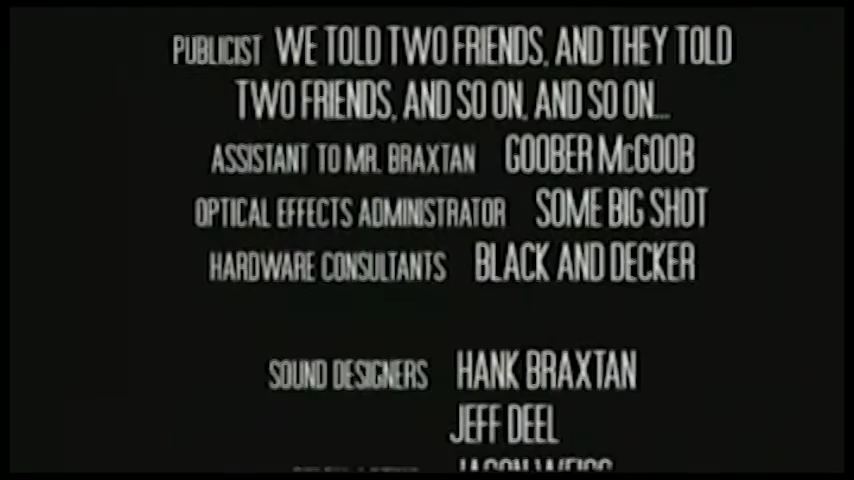 PUBLICIST WE TOLD TWO FRIENDS, AND THEY TOLD
TWO FRIENDS, AND SO ON, AND SO ON...
ASSISTANT TO MR. BRAXTAN GOOBER McGOOB
OPTICAL EFFECTS ADMINISTRATOR SOME BIG SHOT
HARDWARE CONSULTANTS BLACK AND DECKER
SOUND DESIGNERS HANK BRAXTAN
JEFF DEEL
JASON WEISS